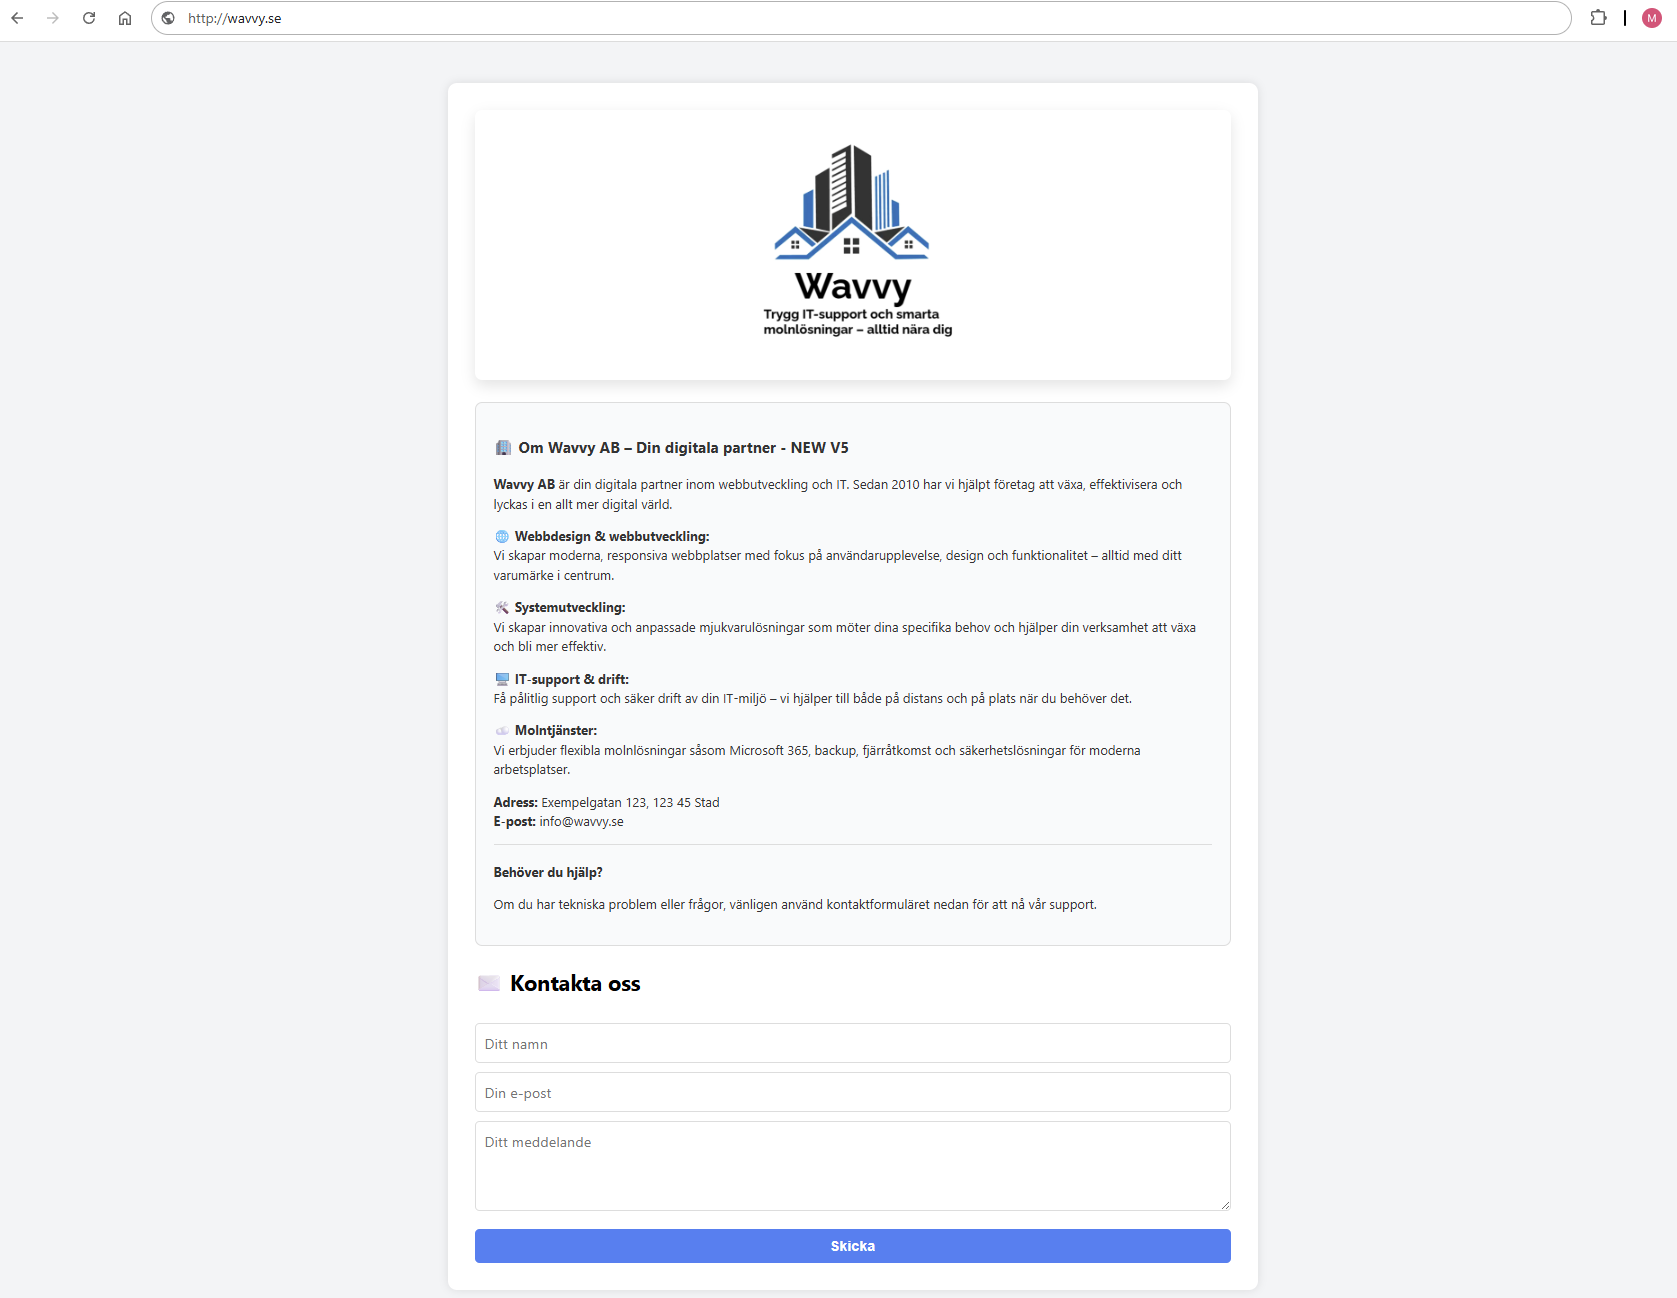 http://wavvy.se
M
Wavvy
Trygg IT-support och smarta
molnlösningar – alltid nära dig
Om Wavvy AB – Din digitala partner - NEW V5
Wavvy AB är din digitala partner inom webbutveckling och IT. Sedan 2010 har vi hjälpt företag att växa, effektivisera och
lyckas i en allt mer digital värld.
Webbdesign & webbutveckling:
Vi skapar moderna, responsiva webbplatser med fokus på användarupplevelse, design och funktionalitet – alltid med ditt
varumärke i centrum.
Systemutveckling:
Vi skapar innovativa och anpassade mjukvarulösningar som möter dina specifika behov och hjälper din verksamhet att växa
och bli mer effektiv.
IT-support & drift:
Få pålitlig support och säker drift av din IT-miljö – vi hjälper till både på distans och på plats när du behöver det.
Molntjänster:
Vi erbjuder flexibla molnlösningar såsom Microsoft 365, backup, fjärråtkomst och säkerhetslösningar för moderna
arbetsplatser.
Adress: Exempelgatan 123, 123 45 Stad
E-post: info@wavvy.se
Behöver du hjälp?
Om du har tekniska problem eller frågor, vänligen använd kontaktformuläret nedan för att nå vår support.
Kontakta oss
Ditt namn
Din e-post
Ditt meddelande
Skicka